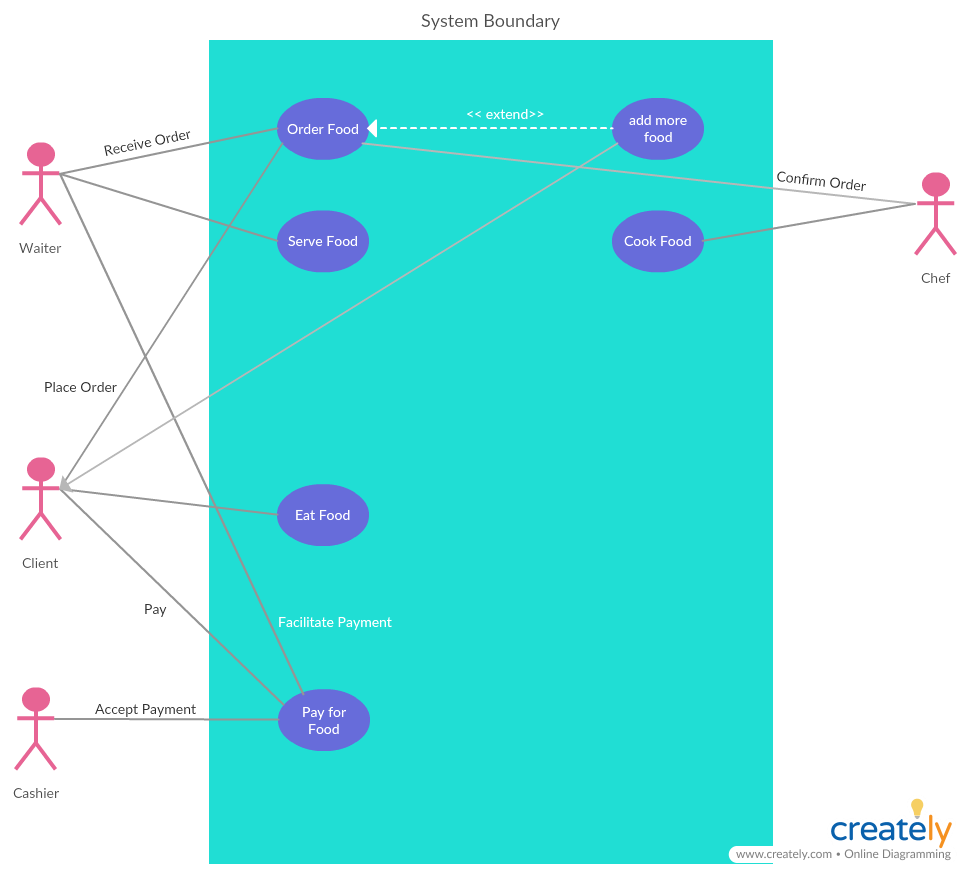 System Boundary
Order Food
<< extend>>
add more
food
Receive Order
Confirm Order
Waiter
Serve Food
Cook Food
Chef
Place Order
Eat Food
Client
Pay
Facilitate Payment
Accept Payment
Pay for
Food
Cashier
creately
www.creately.com • Online Diagramming